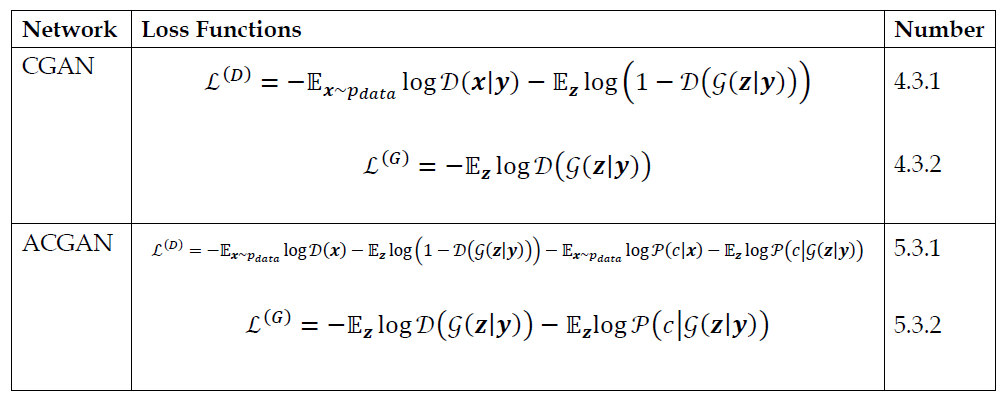 Network Loss Functions Number
CGAN
ℒ^(D) = −𝔼_{𝒙~p_data} log 𝒟(𝒙|𝒚) − 𝔼_𝒛 log(1 − 𝒟(𝒢(𝒛|𝒚))) 4.3.1
ℒ^(G) = −𝔼_𝒛 log 𝒟(𝒢(𝒛|𝒚)) 4.3.2
ACGAN
ℒ^(D) = −𝔼_{𝒙~p_data} log 𝒟(𝒙) − 𝔼_𝒛 log(1 − 𝒟(𝒢(𝒛|𝒚))) − 𝔼_{𝒙~p_data} log 𝒫(c|𝒙) − 𝔼_𝒛 log 𝒫(c|𝒢(𝒛|𝒚)) 5.3.1
ℒ^(G) = −𝔼_𝒛 log 𝒟(𝒢(𝒛|𝒚)) − 𝔼_𝒛 log 𝒫(c|𝒢(𝒛|𝒚)) 5.3.2